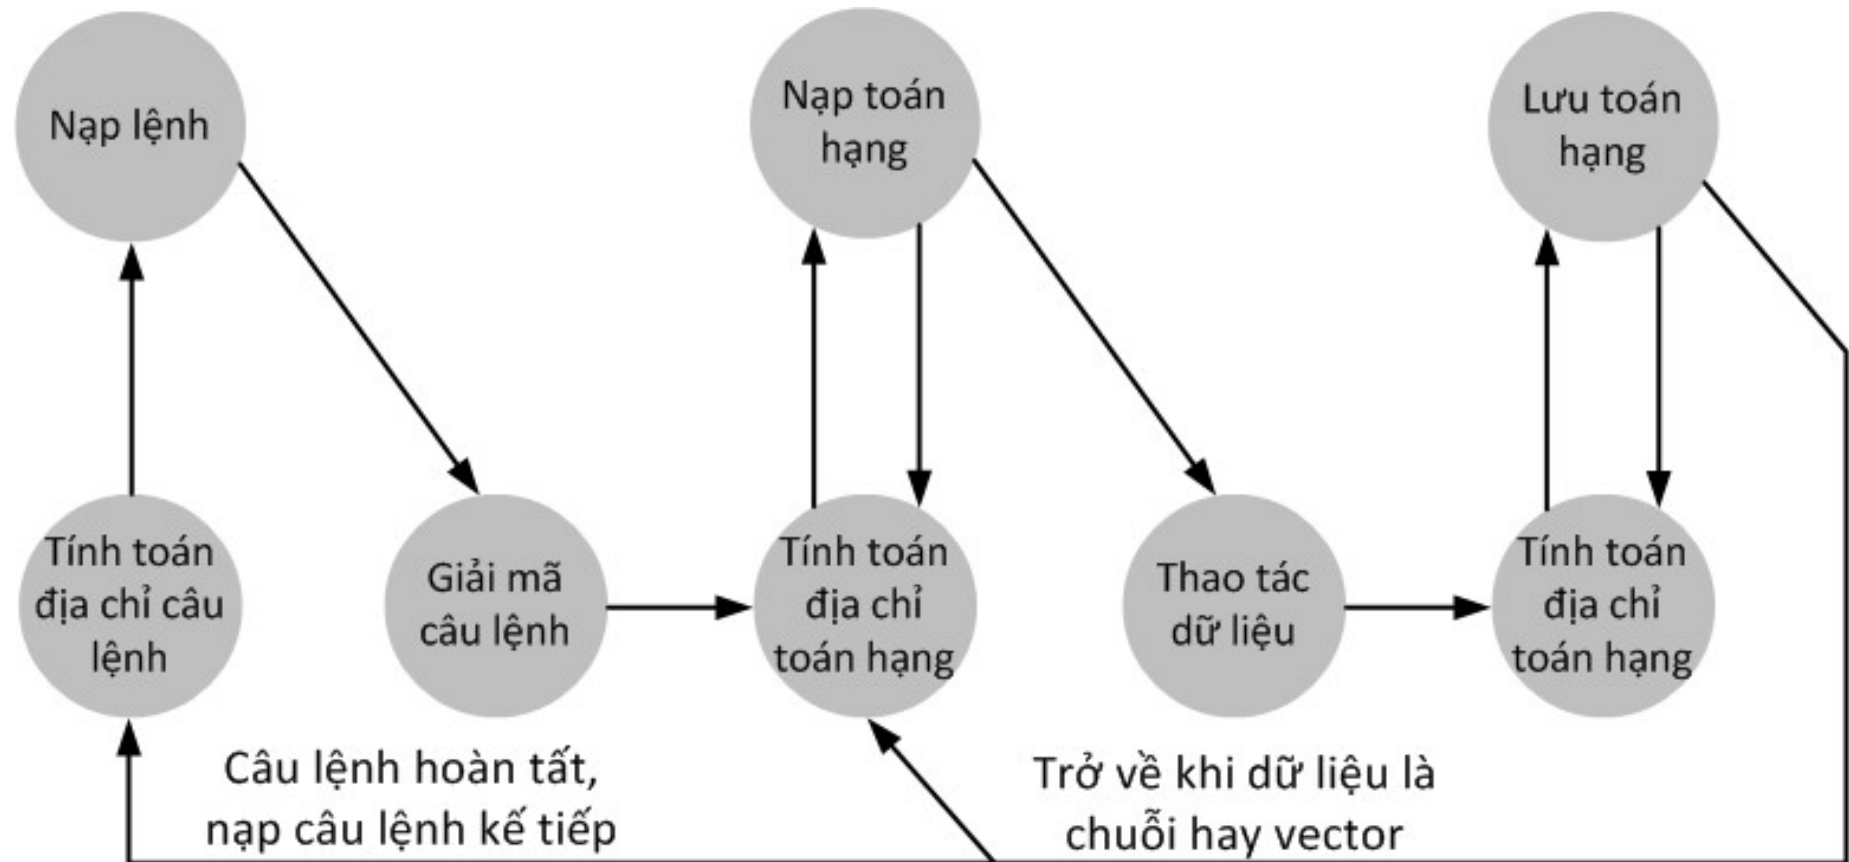 Nạp lệnh
Nạp toán
hạng
Lưu toán
hạng
Tính toán
địa chỉ câu
lệnh
Giải mã
câu lệnh
Tính toán
địa chỉ
toán hạng
Thao tác
dữ liệu
Tính toán
địa chỉ
toán hạng
Câu lệnh hoàn tất,
nạp câu lệnh kế tiếp
Trở về khi dữ liệu là
chuỗi hay vector